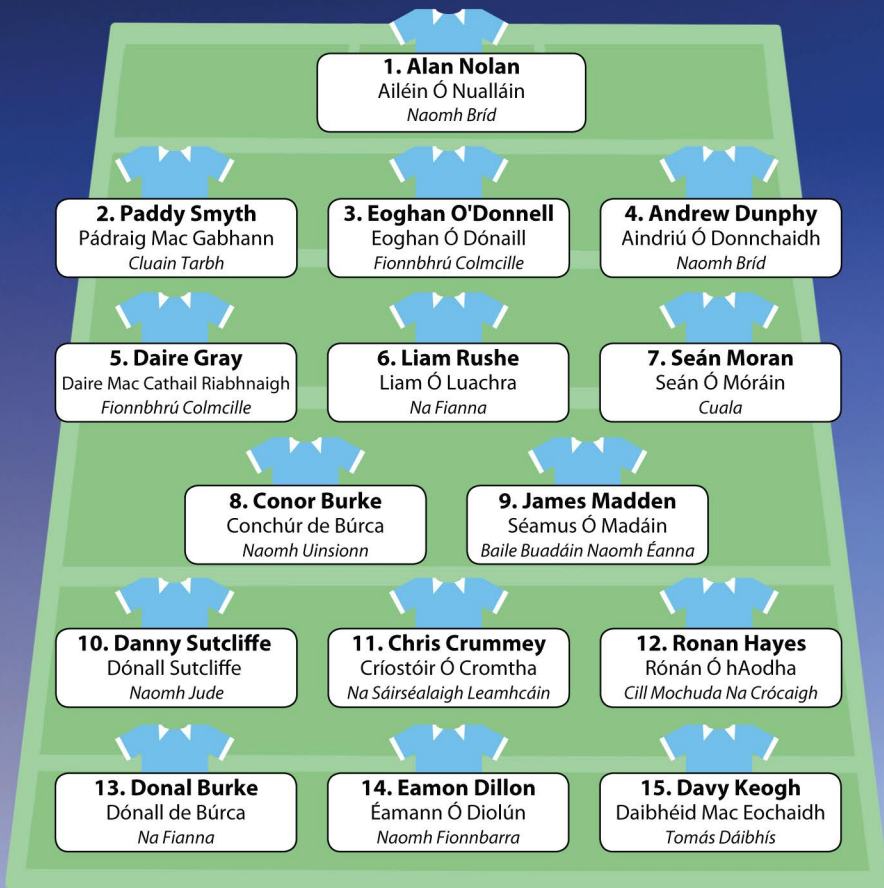 1. Alan Nolan
Ailéin Ó Nualláin
Naomh Bríd
2. Paddy Smyth
Pádraig Mac Gabhann
Cluain Tarbh
3. Eoghan O'Donnell
Eoghan Ó Dónaill
Fionnbhrú Colmcille
4. Andrew Dunphy
Aindriú Ó Donnchaidh
Naomh Bríd
5. Daire Gray
Daire Mac Cathail Riabhnaigh
Fionnbhrú Colmcille
6. Liam Rushe
Liam Ó Luachra
Na Fianna
7. Seán Moran
Seán Ó Móráin
Cuala
8. Conor Burke
Conchúr de Búrca
Naomh Uinsionn
9. James Madden
Séamus Ó Madáin
Baile Buadáin Naomh Éanna
10. Danny Sutcliffe
Dónall Sutcliffe
Naomh Jude
11. Chris Crummey
Críostóir Ó Cromtha
Na Sáirséalaigh Leamhcáin
12. Ronan Hayes
Rónán Ó hAodha
Cill Mochuda Na Crócaigh
13. Donal Burke
Dónall de Búrca
Na Fianna
14. Eamon Dillon
Éamann Ó Diolún
Naomh Fionnbarra
15. Davy Keogh
Daibhéid Mac Eochaidh
Tomás Dáibhís